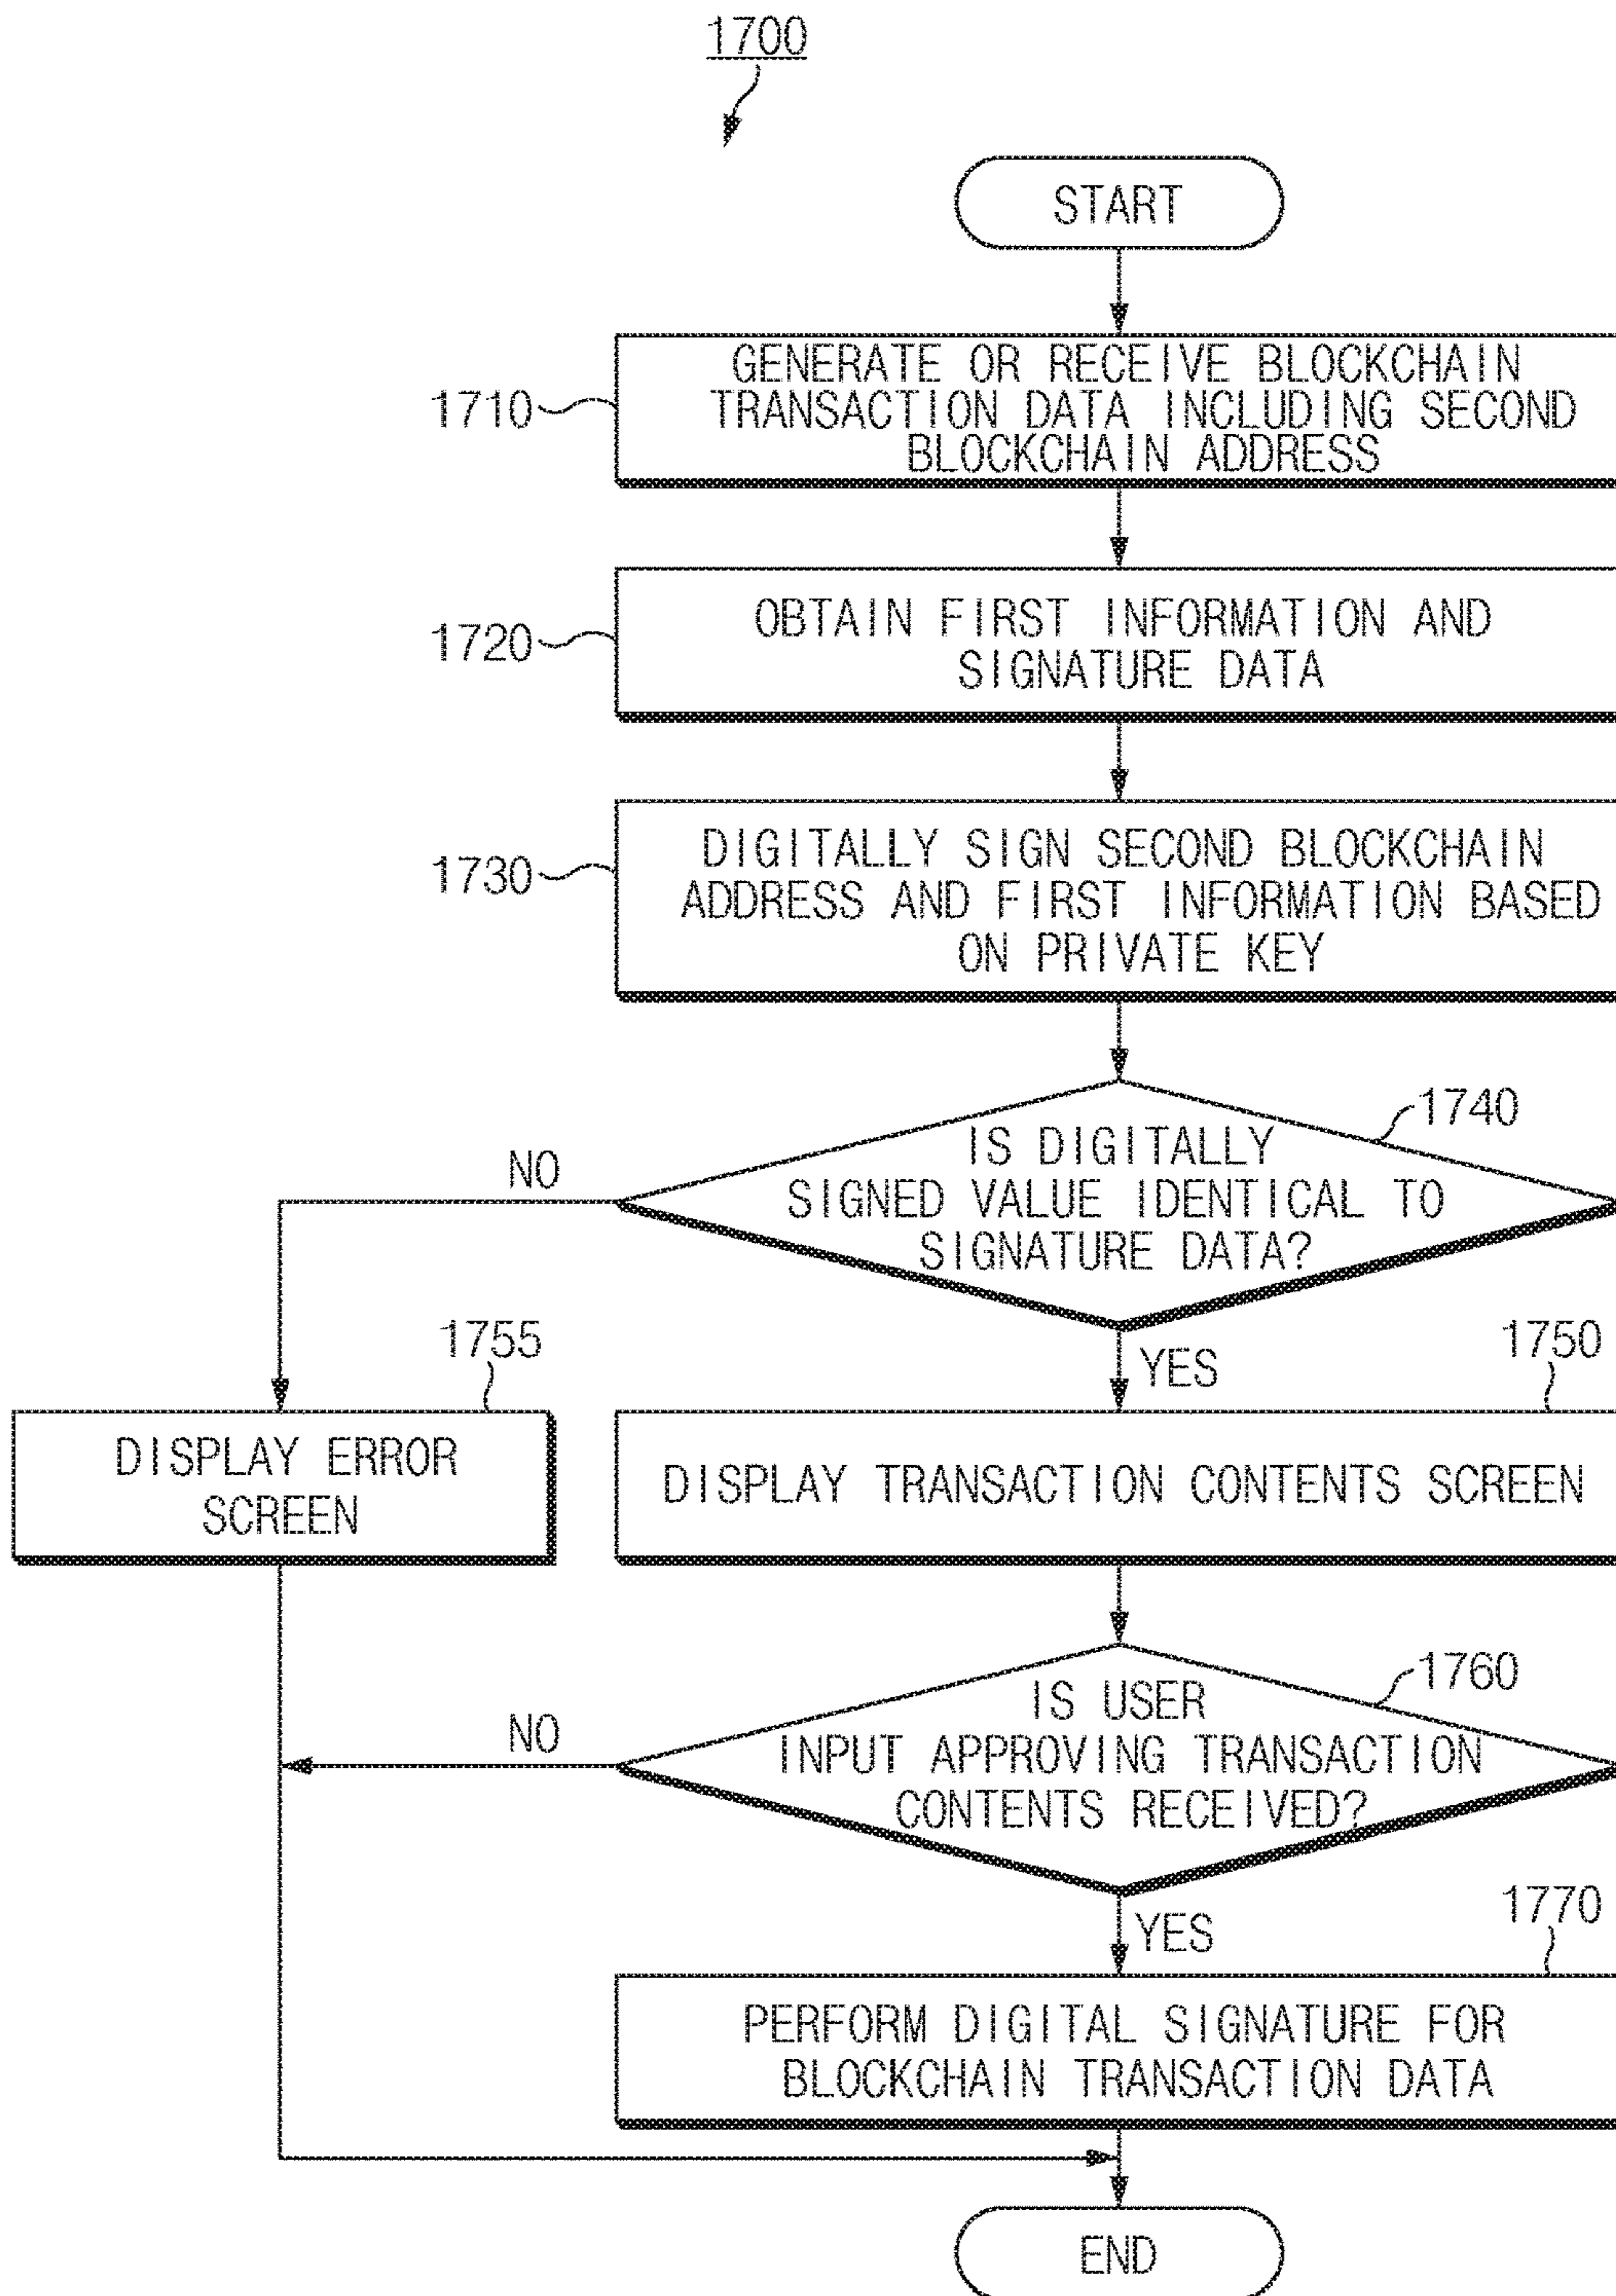 1700
START
1710
GENERATE OR RECEIVE BLOCKCHAIN
TRANSACTION DATA INCLUDING SECOND
BLOCKCHAIN ADDRESS
1720
OBTAIN FIRST INFORMATION AND
SIGNATURE DATA
1730
DIGITALLY SIGN SECOND BLOCKCHAIN
ADDRESS AND FIRST INFORMATION BASED
ON PRIVATE KEY
1740
IS DIGITALLY
SIGNED VALUE IDENTICAL TO
SIGNATURE DATA?
NO
YES
1755
DISPLAY ERROR
SCREEN
1750
DISPLAY TRANSACTION CONTENTS SCREEN
1760
IS USER
INPUT APPROVING TRANSACTION
CONTENTS RECEIVED?
NO
YES
1770
PERFORM DIGITAL SIGNATURE FOR
BLOCKCHAIN TRANSACTION DATA
END